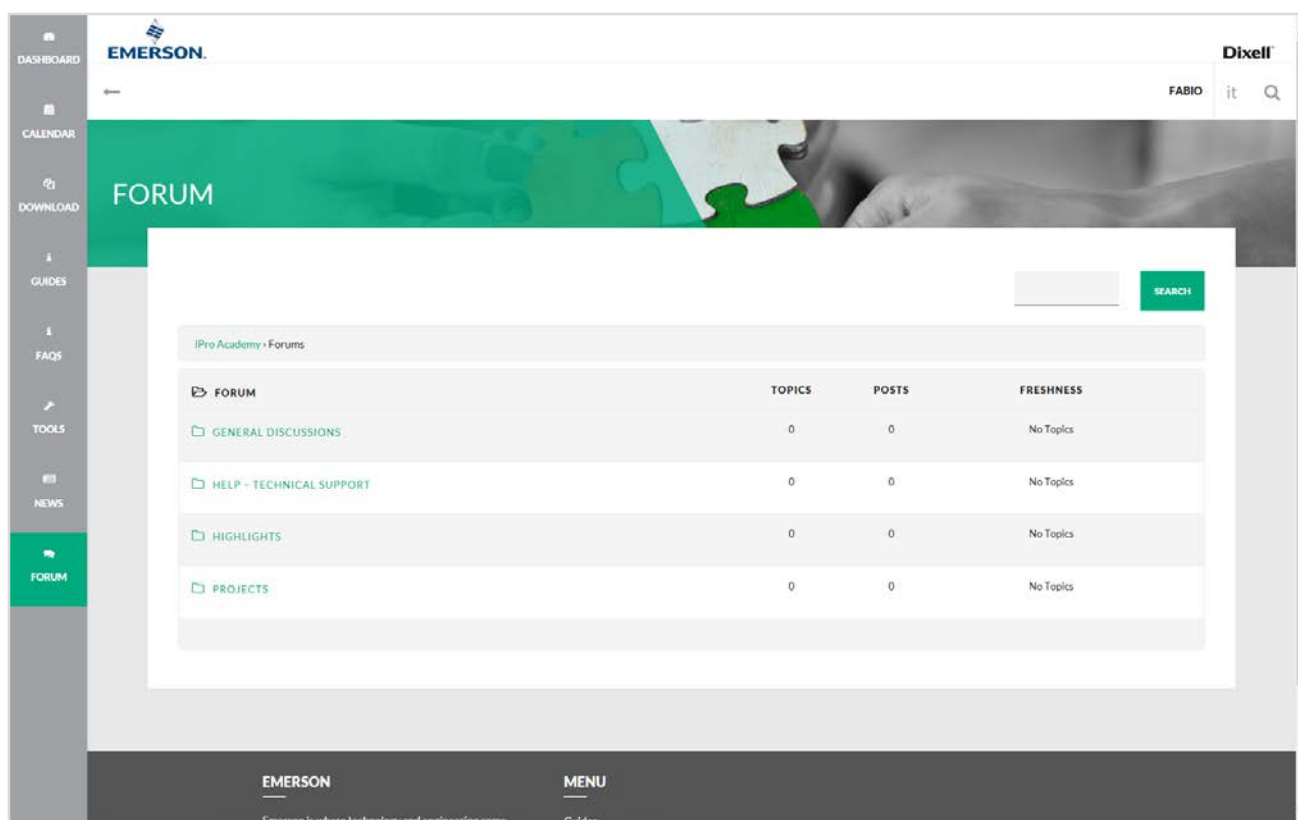 DASHBOARD
CALENDAR
DOWNLOAD
GUIDES
FAQS
TOOLS
NEWS
FORUM
EMERSON.
Dixell
FABIO it
FORUM
SEARCH
IPro Academy › Forums
FORUM TOPICS POSTS FRESHNESS
GENERAL DISCUSSIONS 0 0 No Topics
HELP - TECHNICAL SUPPORT 0 0 No Topics
HIGHLIGHTS 0 0 No Topics
PROJECTS 0 0 No Topics
EMERSON MENU